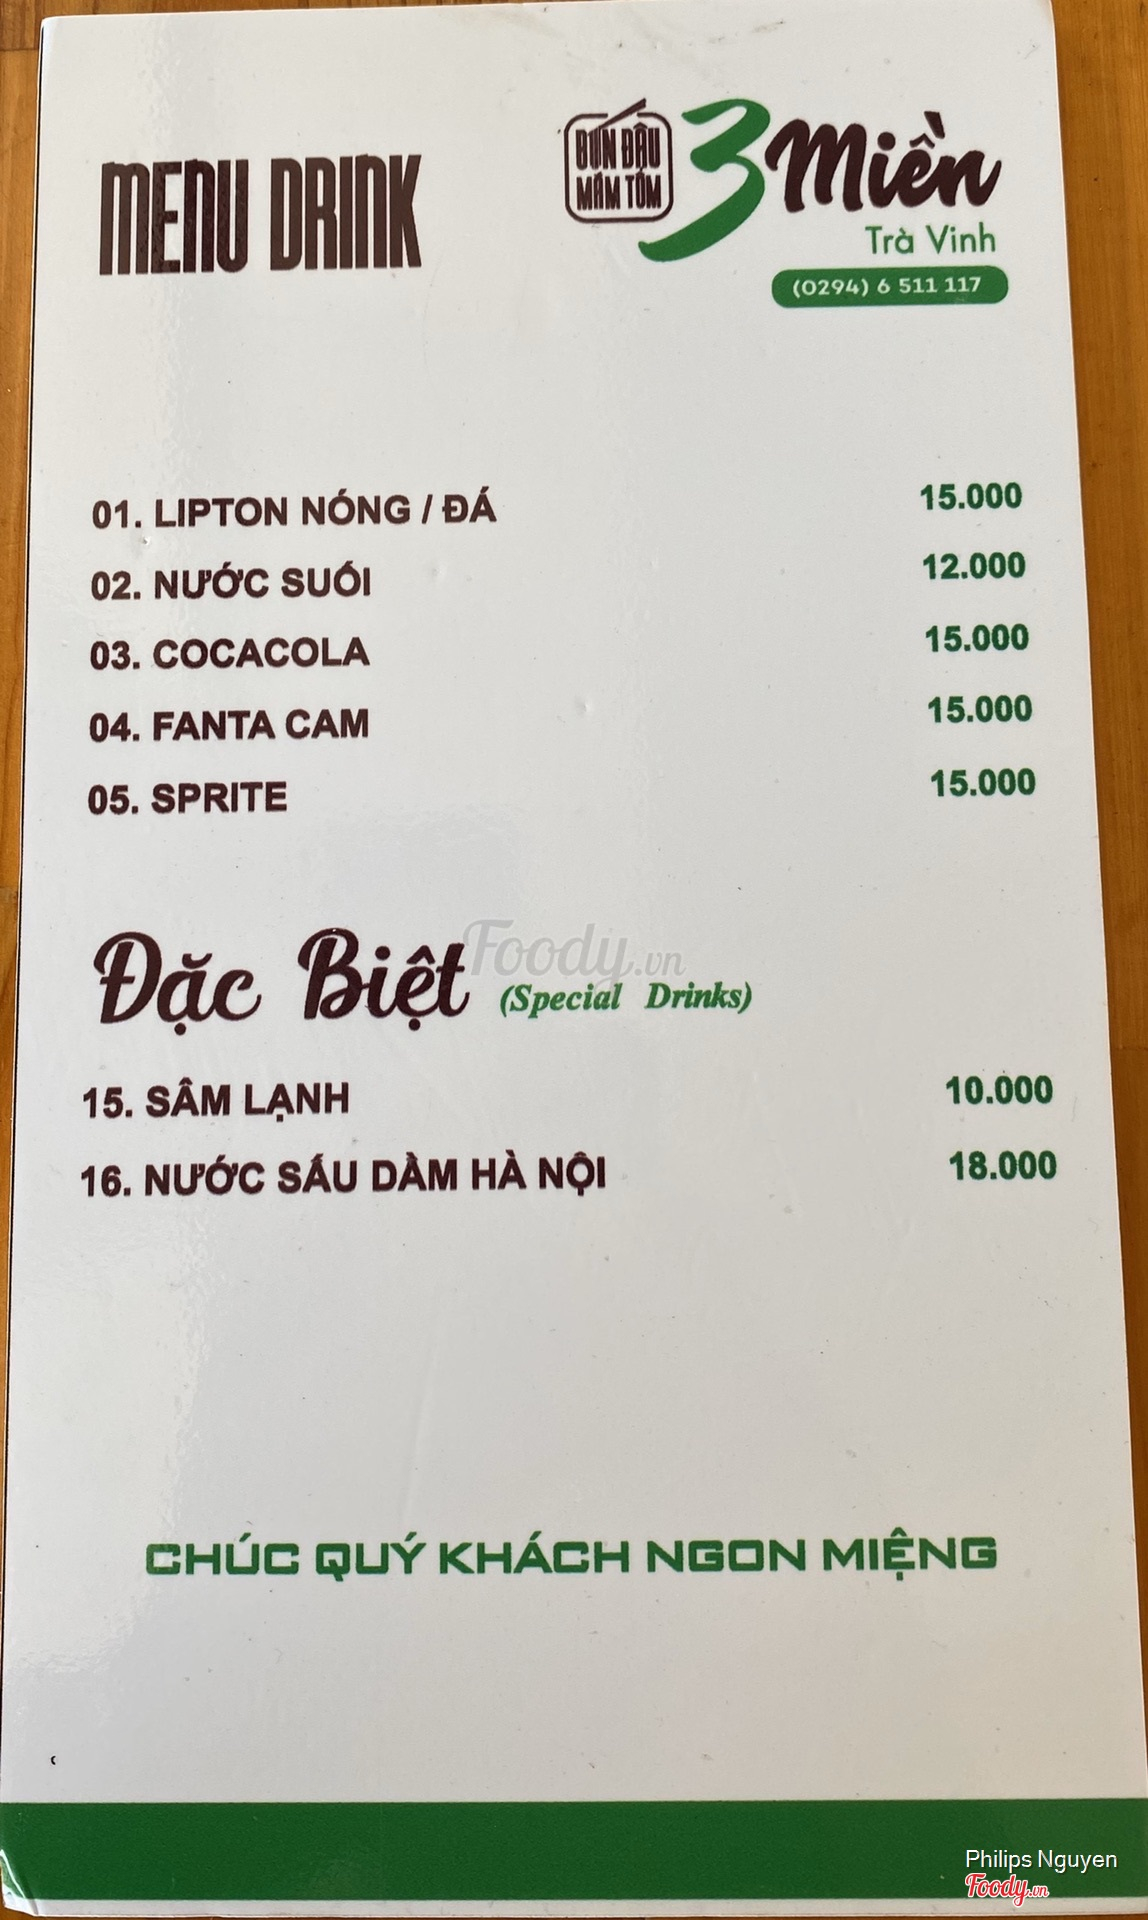 MENU DRINK
BÚN ĐẬU
MẮM TÔM
3 Miền
Trà Vinh
(0294) 6 511 117
01. LIPTON NÓNG / ĐÁ 15.000
02. NƯỚC SUỐI 12.000
03. COCACOLA 15.000
04. FANTA CAM 15.000
05. SPRITE 15.000
Foody.vn
Đặc Biệt (Special Drinks)
15. SÂM LẠNH 10.000
16. NƯỚC SẤU DẦM HÀ NỘI 18.000
CHÚC QUÝ KHÁCH NGON MIỆNG
Philips Nguyen
Foody.vn